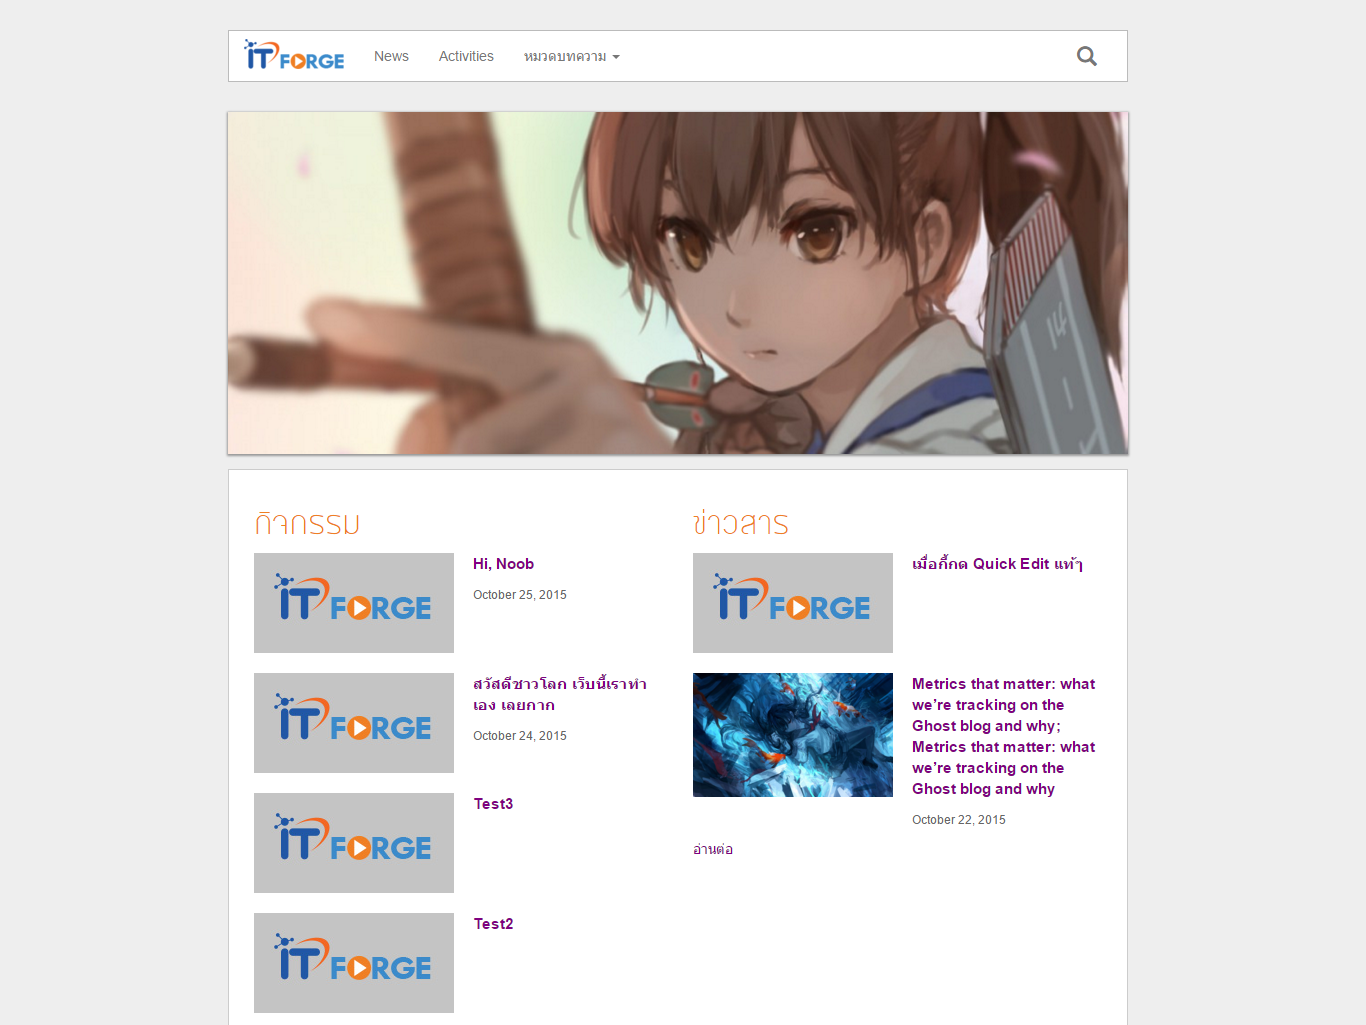 iT FORGE
News
Activities
หมวดบทความ
14
กิจกรรม
iT FORGE
Hi, Noob
October 25, 2015
iT FORGE
สวัสดีชาวโลก เว็บนี้เราทำ
เอง เลยกาก
October 24, 2015
iT FORGE
Test3
iT FORGE
Test2
ข่าวสาร
iT FORGE
เมื่อกี้กด Quick Edit แท้ๆ
Metrics that matter: what
we’re tracking on the
Ghost blog and why;
Metrics that matter: what
we’re tracking on the
Ghost blog and why
October 22, 2015
อ่านต่อ